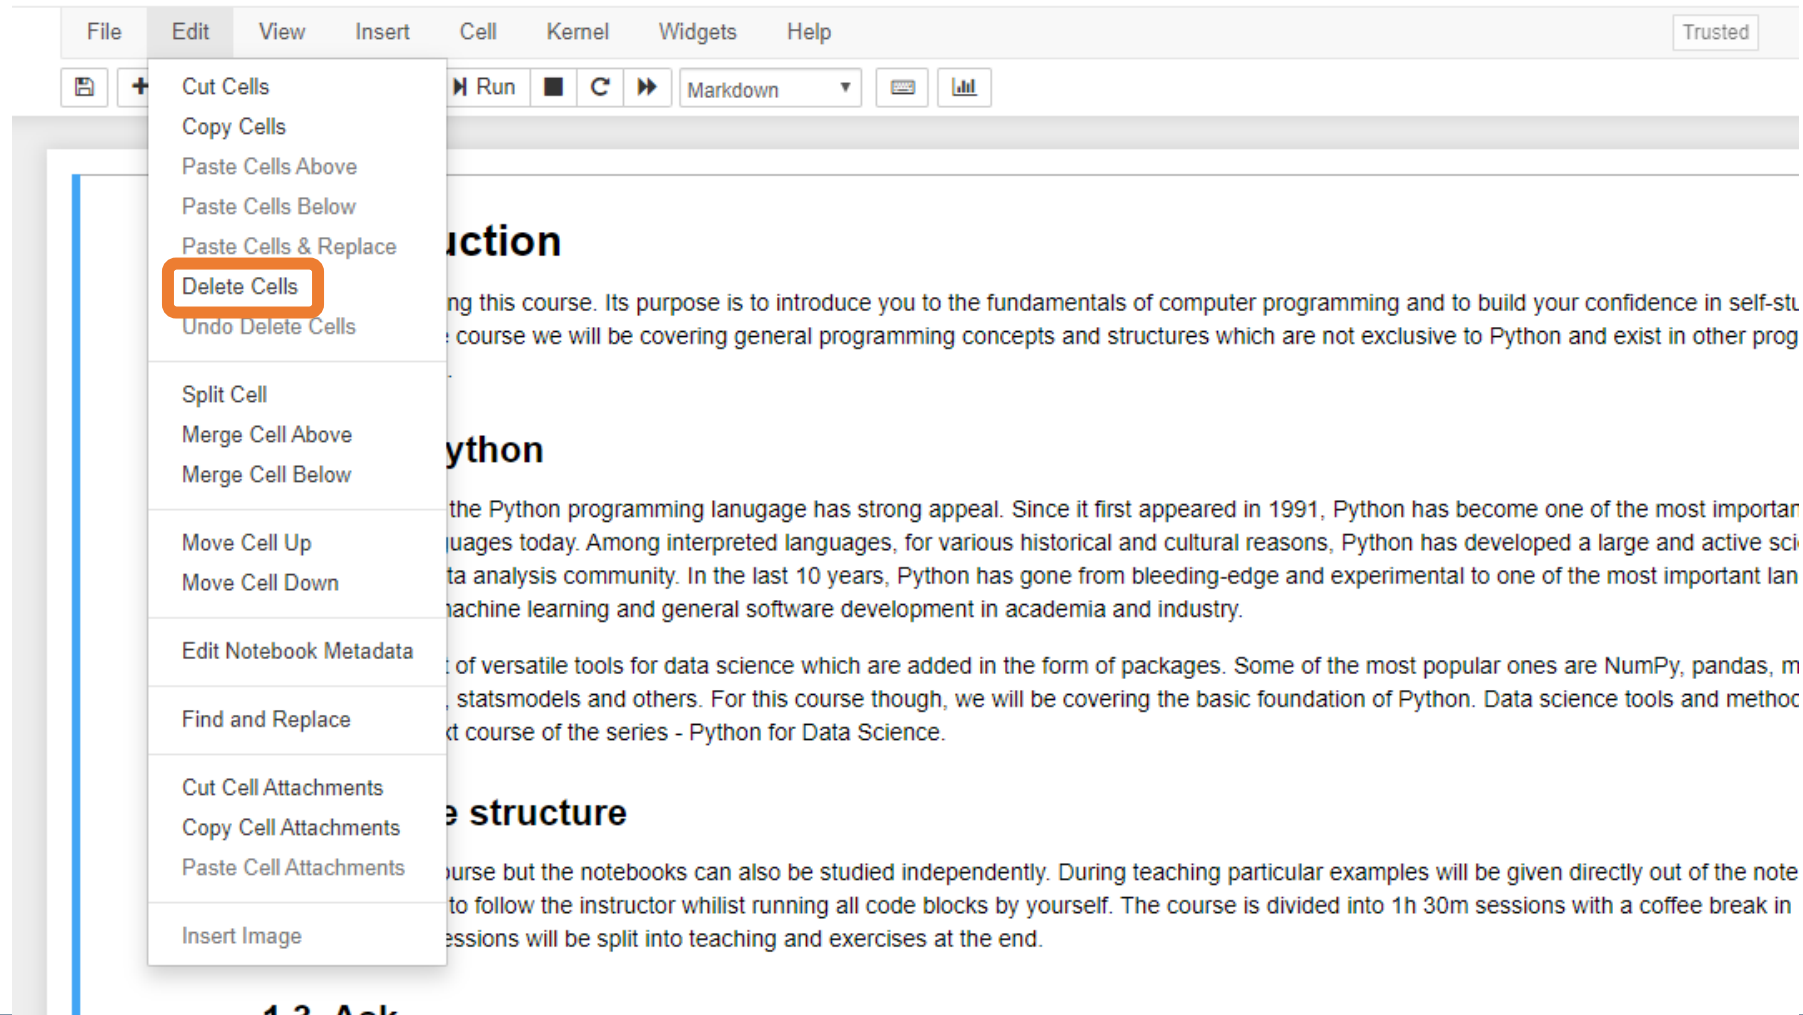 File Edit View Insert Cell Kernel Widgets Help Trusted
Run Markdown
Cut Cells
Copy Cells
Paste Cells Above
Paste Cells Below
Paste Cells & Replace
Delete Cells
Undo Delete Cells
Split Cell
Merge Cell Above
Merge Cell Below
Move Cell Up
Move Cell Down
Edit Notebook Metadata
Find and Replace
Cut Cell Attachments
Copy Cell Attachments
Paste Cell Attachments
Insert Image
uction
ng this course. Its purpose is to introduce you to the fundamentals of computer programming and to build your confidence in self-stu
course we will be covering general programming concepts and structures which are not exclusive to Python and exist in other prog
.
ython
the Python programming lanugage has strong appeal. Since it first appeared in 1991, Python has become one of the most importan
guages today. Among interpreted languages, for various historical and cultural reasons, Python has developed a large and active sci
ta analysis community. In the last 10 years, Python has gone from bleeding-edge and experimental to one of the most important lan
machine learning and general software development in academia and industry.
t of versatile tools for data science which are added in the form of packages. Some of the most popular ones are NumPy, pandas, m
, statsmodels and others. For this course though, we will be covering the basic foundation of Python. Data science tools and method
xt course of the series - Python for Data Science.
e structure
ourse but the notebooks can also be studied independently. During teaching particular examples will be given directly out of the note
to follow the instructor whilist running all code blocks by yourself. The course is divided into 1h 30m sessions with a coffee break in
essions will be split into teaching and exercises at the end.